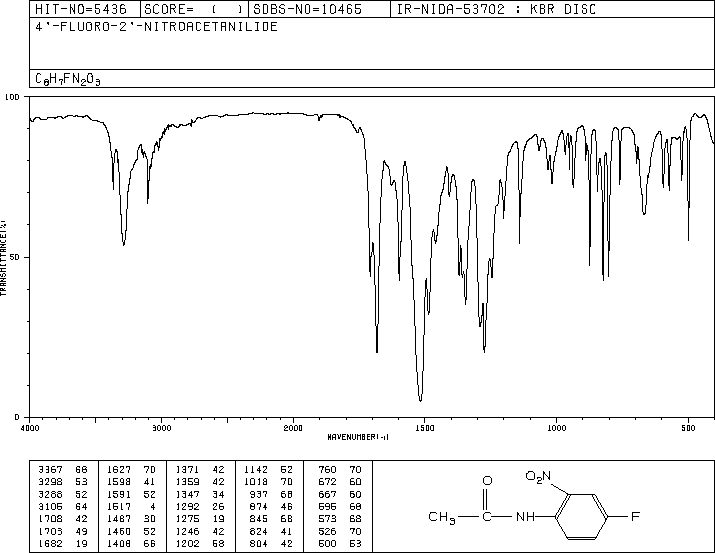 HIT-NO=5436 SCORE= ( ) SDBS-NO=10465 IR-NIDA-53702 : KBR DISC
4'-FLUORO-2'-NITROACETANILIDE
C8H7FN2O3
100
TRANSMITTANCE(%)
50
0
4000 3000 2000 1500 1000 500
WAVENUMBER(-1)
3367 68 1627 70 1371 42 1142 52 760 70
3298 53 1598 41 1359 42 1018 70 672 60
3288 52 1591 52 1347 34 937 68 667 60
3105 64 1517 4 1292 26 874 46 595 68
1708 42 1487 30 1275 19 845 68 573 68
1703 49 1460 52 1246 42 824 41 526 70
1682 19 1408 66 1202 58 804 42 500 53
O O2N
CH3 C NH F